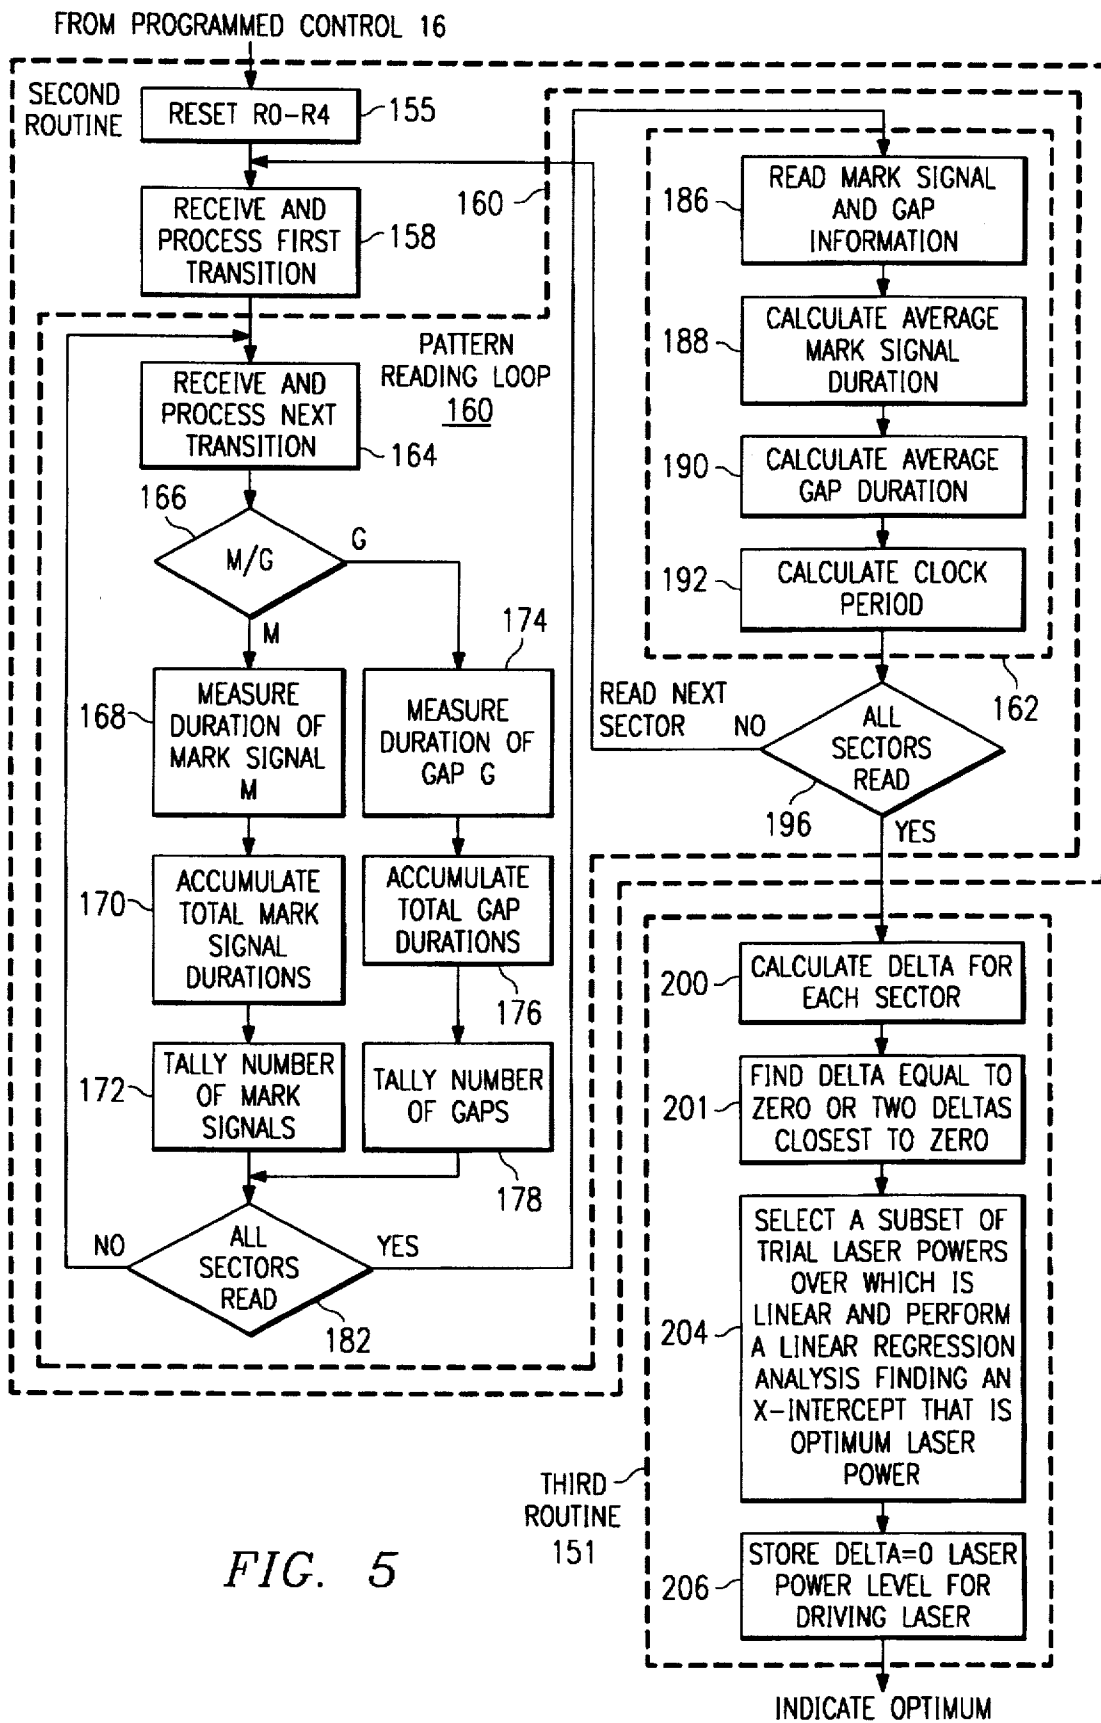 FROM PROGRAMMED CONTROL 16
SECOND
ROUTINE
RESET R0-R4
155
RECEIVE AND
PROCESS FIRST
TRANSITION
158
160
PATTERN
READING LOOP
160
RECEIVE AND
PROCESS NEXT
TRANSITION
164
166
M/G
G
M
168
MEASURE
DURATION OF
MARK SIGNAL
M
174
MEASURE
DURATION OF
GAP G
170
ACCUMULATE
TOTAL MARK
SIGNAL
DURATIONS
ACCUMULATE
TOTAL GAP
DURATIONS
176
172
TALLY NUMBER
OF MARK
SIGNALS
TALLY NUMBER
OF GAPS
178
NO
ALL
SECTORS
READ
YES
182
186
READ MARK SIGNAL
AND GAP
INFORMATION
188
CALCULATE AVERAGE
MARK SIGNAL
DURATION
190
CALCULATE AVERAGE
GAP DURATION
192
CALCULATE CLOCK
PERIOD
162
READ NEXT
SECTOR
NO
ALL
SECTORS
READ
196
YES
200
CALCULATE DELTA FOR
EACH SECTOR
201
FIND DELTA EQUAL TO
ZERO OR TWO DELTAS
CLOSEST TO ZERO
204
SELECT A SUBSET OF
TRIAL LASER POWERS
OVER WHICH IS
LINEAR AND PERFORM
A LINEAR REGRESSION
ANALYSIS FINDING AN
X-INTERCEPT THAT IS
OPTIMUM LASER
POWER
THIRD
ROUTINE
151
206
STORE DELTA=0 LASER
POWER LEVEL FOR
DRIVING LASER
INDICATE OPTIMUM
FIG. 5